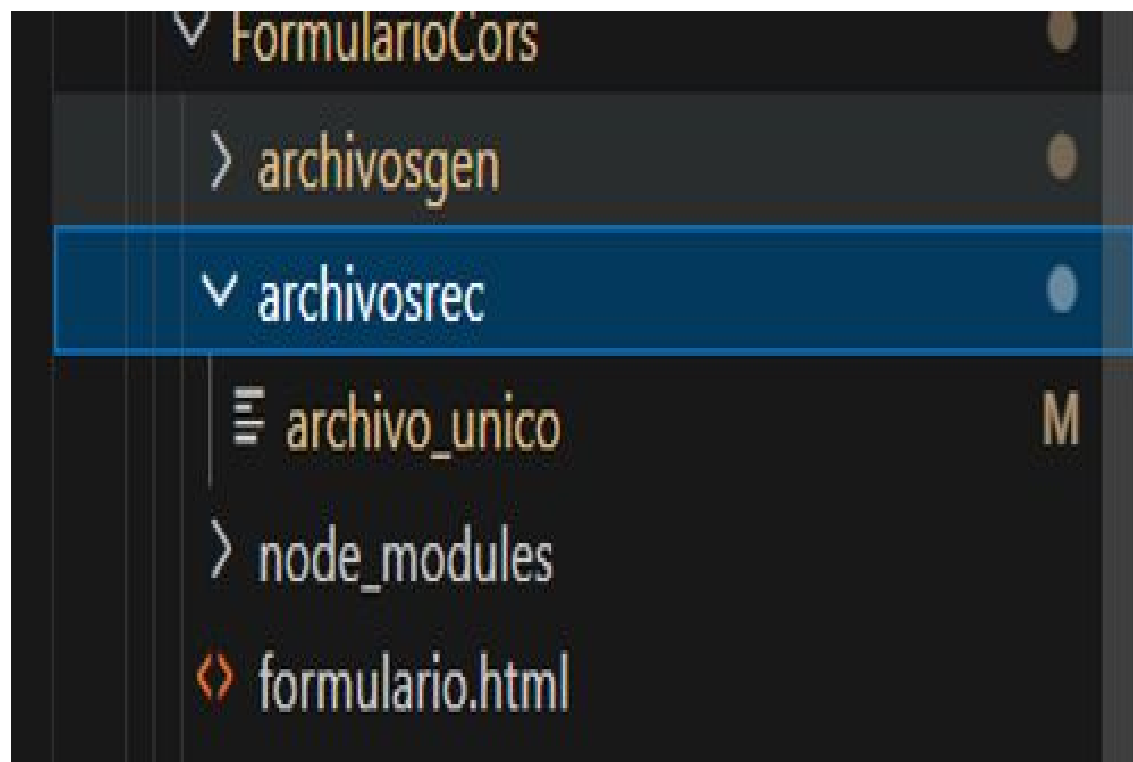 FormularioCors
archivosgen
archivosrec
archivo_unico M
node_modules
formulario.html